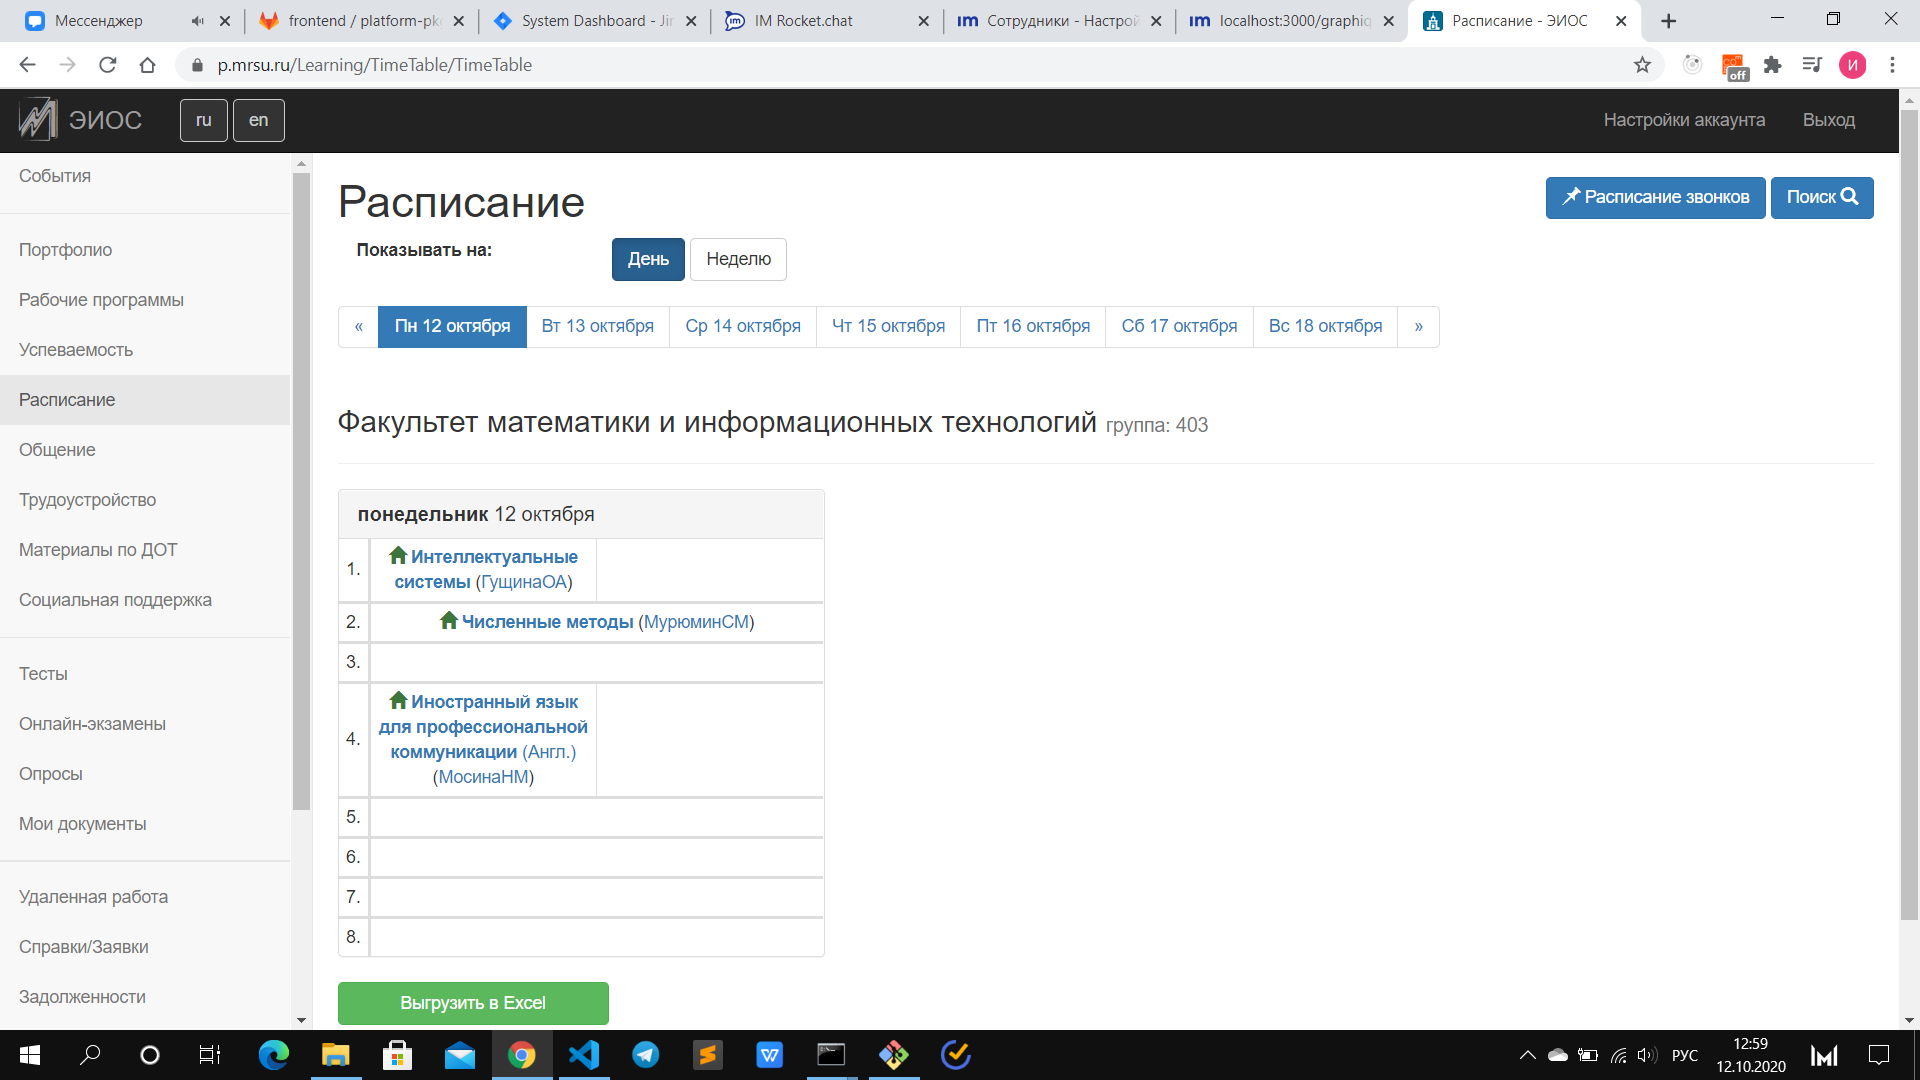 Мессенджер
frontend / platform-pk
System Dashboard - Jir
IM Rocket.chat
Сотрудники - Настрой
localhost:3000/graphiq
Расписание - ЭИОС
p.mrsu.ru/Learning/TimeTable/TimeTable
off
И
ЭИОС
ru
en
Настройки аккаунта
Выход
События
Портфолио
Рабочие программы
Успеваемость
Расписание
Общение
Трудоустройство
Материалы по ДОТ
Социальная поддержка
Тесты
Онлайн-экзамены
Опросы
Мои документы
Удаленная работа
Справки/Заявки
Задолженности
Расписание
Расписание звонков
Поиск
Показывать на:
День
Неделю
« Пн 12 октября Вт 13 октября Ср 14 октября Чт 15 октября Пт 16 октября Сб 17 октября Вс 18 октября »
Факультет математики и информационных технологий группа: 403
понедельник 12 октября
1.
Интеллектуальные
системы (ГущинаОА)
2.
Численные методы (МурюминСМ)
3.
4.
Иностранный язык
для профессиональной
коммуникации (Англ.)
(МосинаНМ)
5.
6.
7.
8.
Выгрузить в Excel
РУС
12:59
12.10.2020